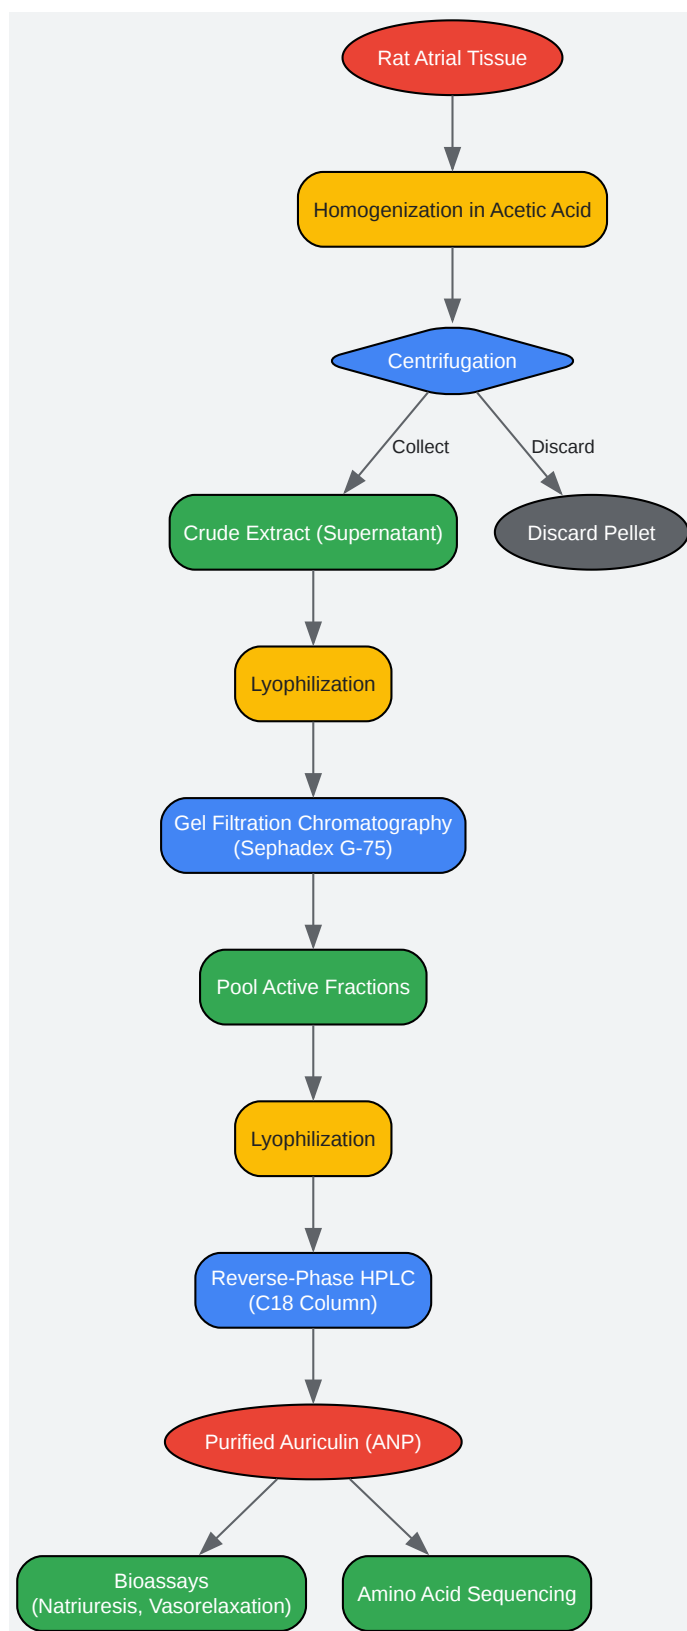 Rat Atrial Tissue
Homogenization in Acetic Acid
Centrifugation
Collect
Discard
Crude Extract (Supernatant)
Discard Pellet
Lyophilization
Gel Filtration Chromatography
(Sephadex G-75)
Pool Active Fractions
Lyophilization
Reverse-Phase HPLC
(C18 Column)
Purified Auriculin (ANP)
Bioassays
(Natriuresis, Vasorelaxation)
Amino Acid Sequencing